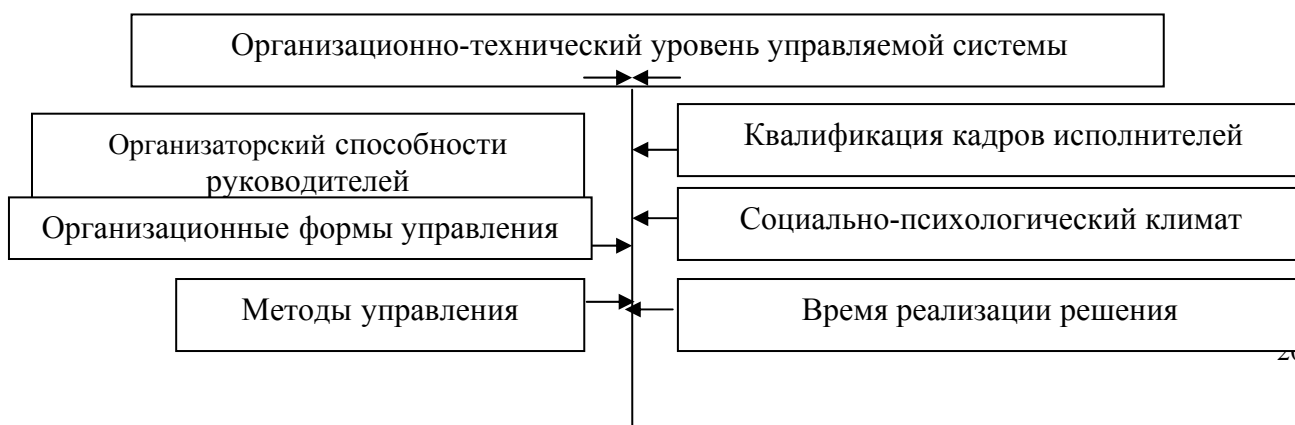 Организационно-технический уровень управляемой системы
Организаторский способности
руководителей
Организационные формы управления
Методы управления
Квалификация кадров исполнителей
Социально-психологический климат
Время реализации решения